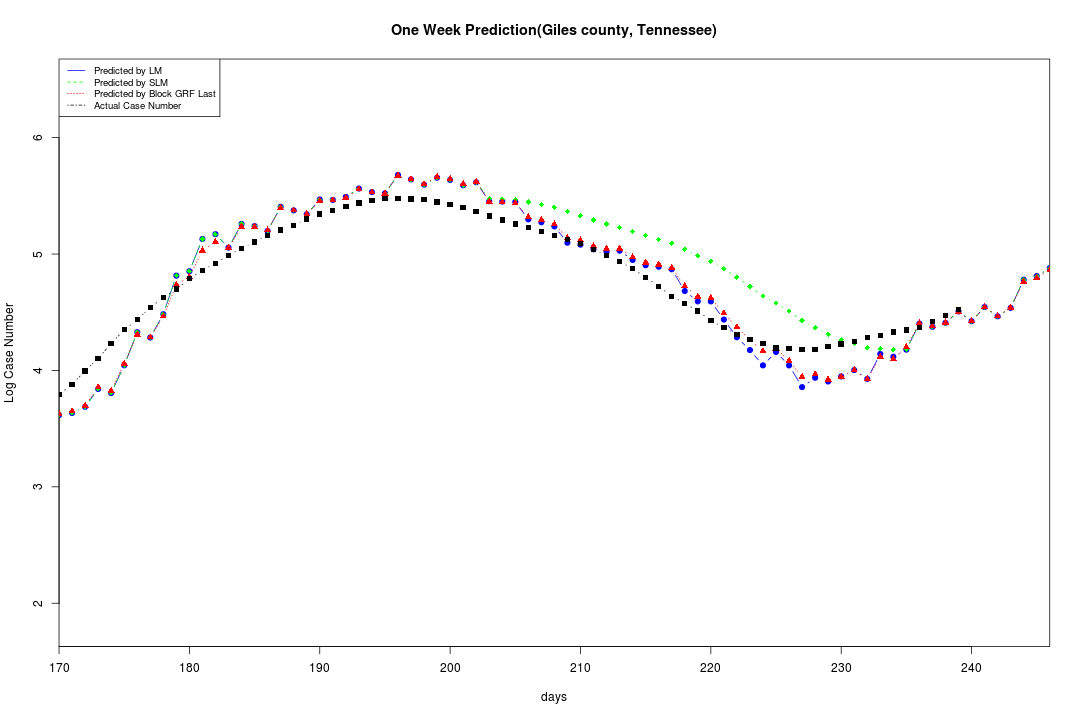 One Week Prediction(Giles county, Tennessee)
Predicted by LM
Predicted by SLM
Predicted by Block GRF Last
Actual Case Number
Log Case Number
6
5
4
3
2
170 180 190 200 210 220 230 240
days